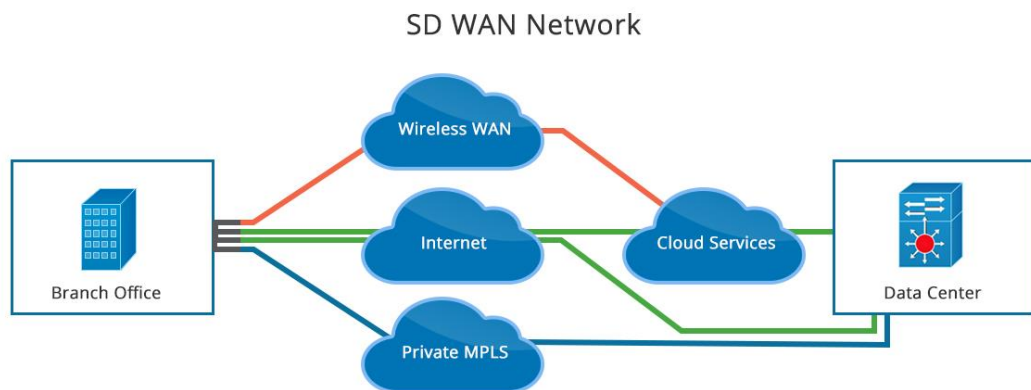 SD WAN Network
Wireless WAN
Internet
Cloud Services
Branch Office
Data Center
Private MPLS